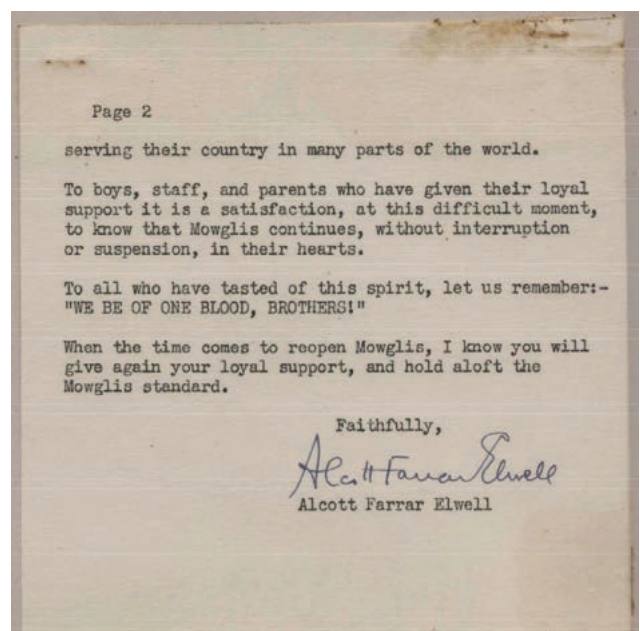 Page 2
serving their country in many parts of the world.
To boys, staff, and parents who have given their loyal
support it is a satisfaction, at this difficult moment,
to know that Mowglis continues, without interruption
or suspension, in their hearts.
To all who have tasted of this spirit, let us remember:-
"WE BE OF ONE BLOOD, BROTHERS!"
When the time comes to reopen Mowglis, I know you will
give again your loyal support, and hold aloft the
Mowglis standard.
Faithfully,
Alcott Farrar Elwell
Alcott Farrar Elwell